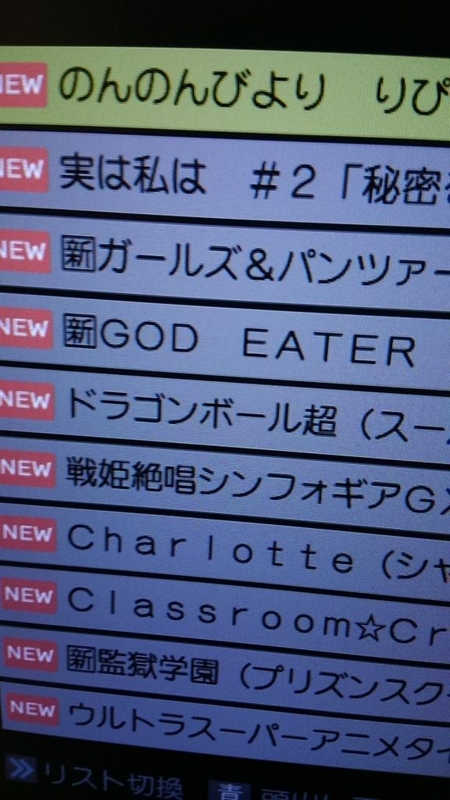 NEW のんのんびより りぴ
NEW 実は私は #2「秘密を
NEW 🈟ガールズ&パンツァー
NEW 🈟GOD EATER
NEW ドラゴンボール超（スー
NEW 戦姫絶唱シンフォギアGX
NEW Charlotte（シャ
NEW Classroom☆Cr
NEW 🈟監獄学園（プリズンスク
NEW ウルトラスーパーアニメタイ
リスト切換 青